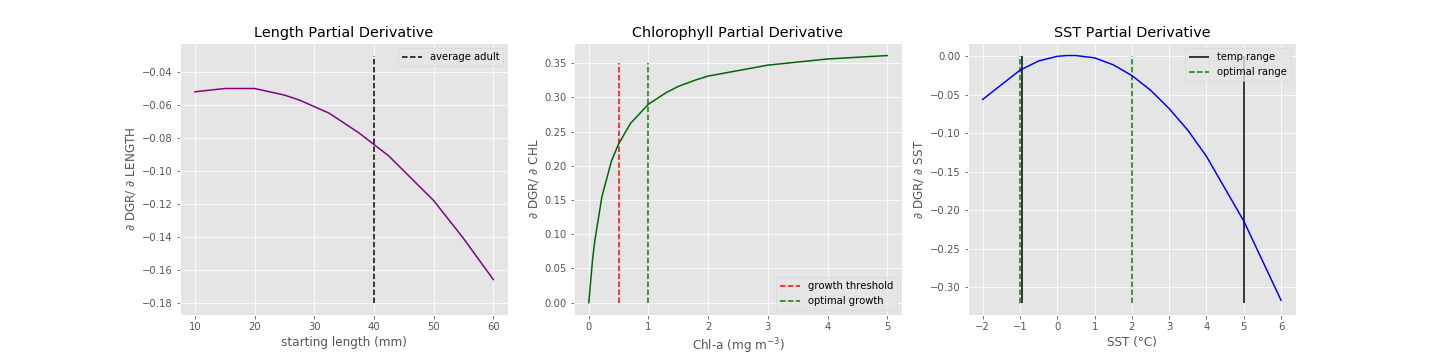 Length Partial Derivative
average adult
∂ DGR/ ∂ LENGTH
−0.04
−0.06
−0.08
−0.10
−0.12
−0.14
−0.16
−0.18
10 20 30 40 50 60
starting length (mm)
Chlorophyll Partial Derivative
∂ DGR/ ∂ CHL
0.35
0.30
0.25
0.20
0.15
0.10
0.05
0.00
growth threshold
optimal growth
0 1 2 3 4 5
Chl-a (mg m⁻³)
SST Partial Derivative
temp range
optimal range
∂ DGR/ ∂ SST
0.00
−0.05
−0.10
−0.15
−0.20
−0.25
−0.30
−2 −1 0 1 2 3 4 5 6
SST (°C)